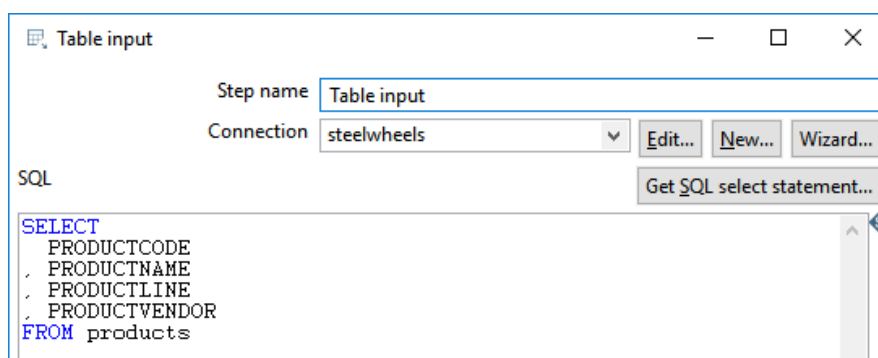 Table input
Step name Table input
Connection steelwheels Edit... New... Wizard...
SQL Get SQL select statement...
SELECT
PRODUCTCODE
, PRODUCTNAME
, PRODUCTLINE
, PRODUCTVENDOR
FROM products